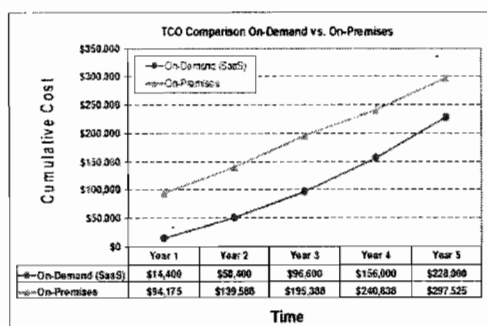 TCO Comparison On-Demand vs. On-Premises
Cumulative Cost
$350,000
$300,000
$250,000
$200,000
$150,000
$100,000
$50,000
$0
On-Demand (SaaS)
On-Premises
Year 1 Year 2 Year 3 Year 4 Year 5
On-Demand (SaaS) $14,400 $50,400 $96,600 $156,000 $228,000
On-Premises $94,175 $139,588 $195,388 $240,838 $297,525
Time